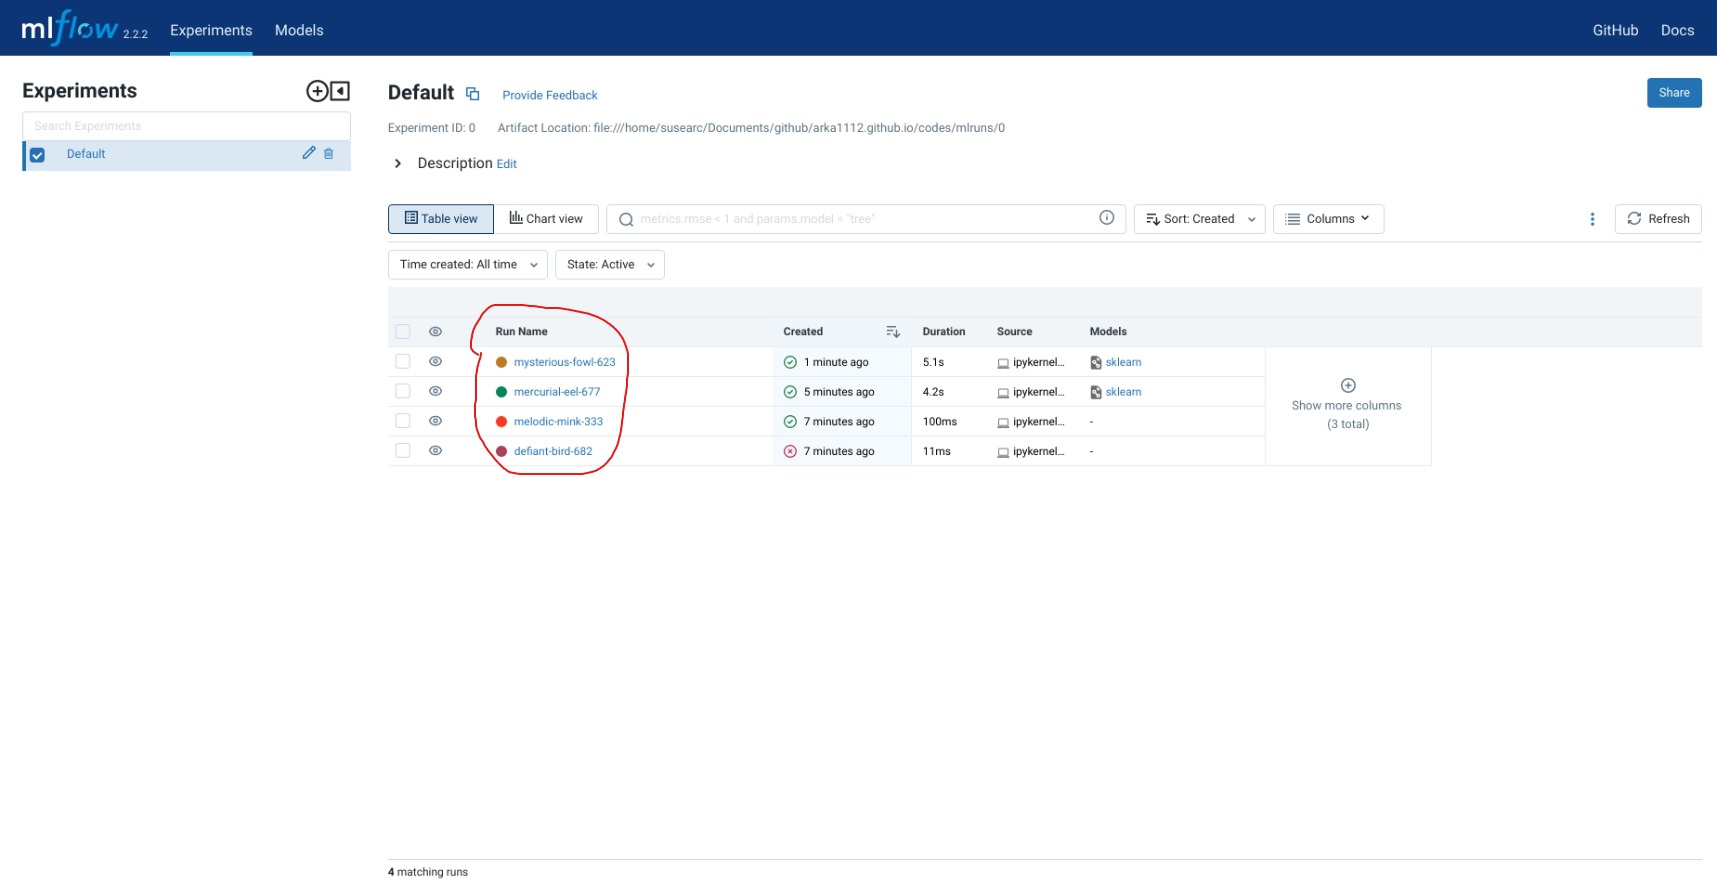 mlflow 2.2.2 Experiments Models GitHub Docs
Experiments
Search Experiments
Default
Default Provide Feedback Share
Experiment ID: 0 Artifact Location: file:///home/susearc/Documents/github/arka1112.github.io/codes/mlruns/0
Description Edit
Table view Chart view metrics.rmse < 1 and params.model = "tree" Sort: Created Columns Refresh
Time created: All time State: Active
Run Name Created Duration Source Models
mysterious-fowl-623 1 minute ago 5.1s ipykernel... sklearn
mercurial-eel-677 5 minutes ago 4.2s ipykernel... sklearn
melodic-mink-333 7 minutes ago 100ms ipykernel... -
defiant-bird-682 7 minutes ago 11ms ipykernel... -
Show more columns
(3 total)
4 matching runs